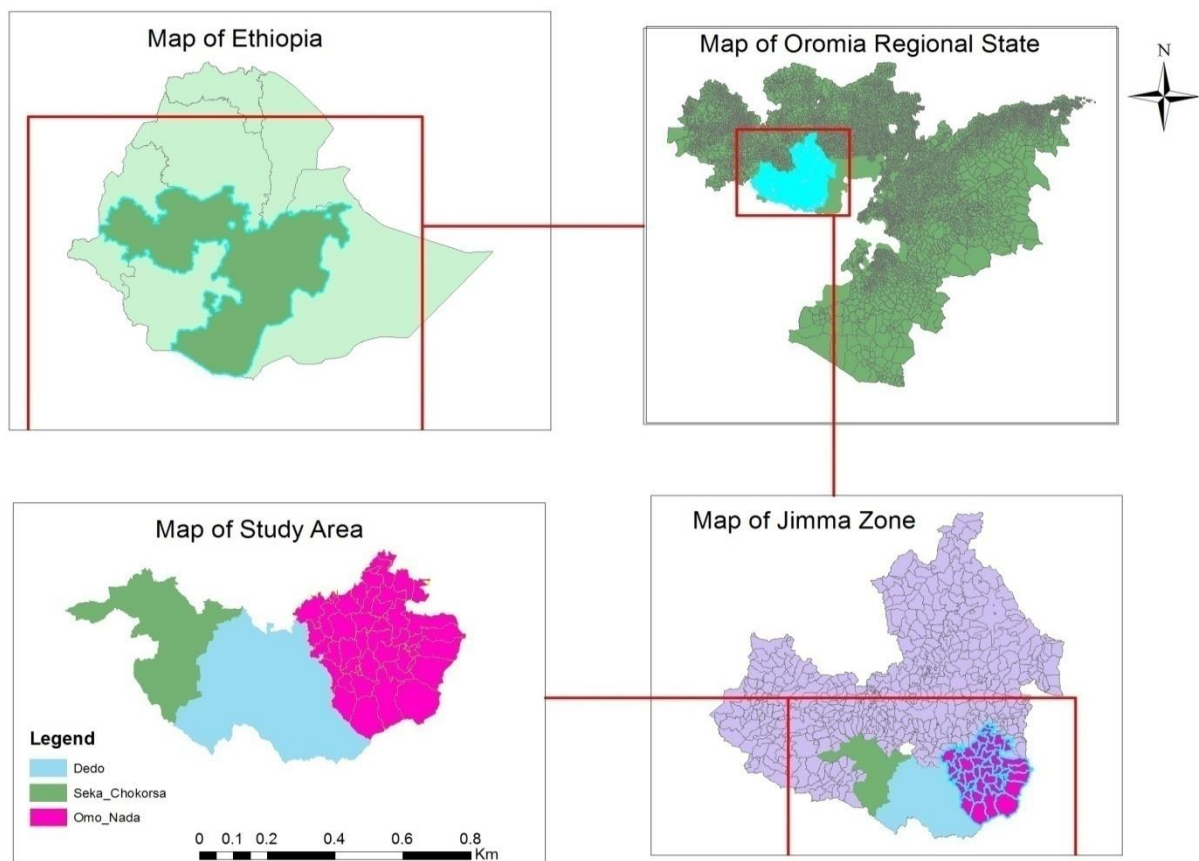 Map of Ethiopia
Map of Oromia Regional State
N
Map of Study Area
Legend
Dedo
Seka_Chokorsa
Omo_Nada
0 0.1 0.2 0.4 0.6 0.8
Km
Map of Jimma Zone